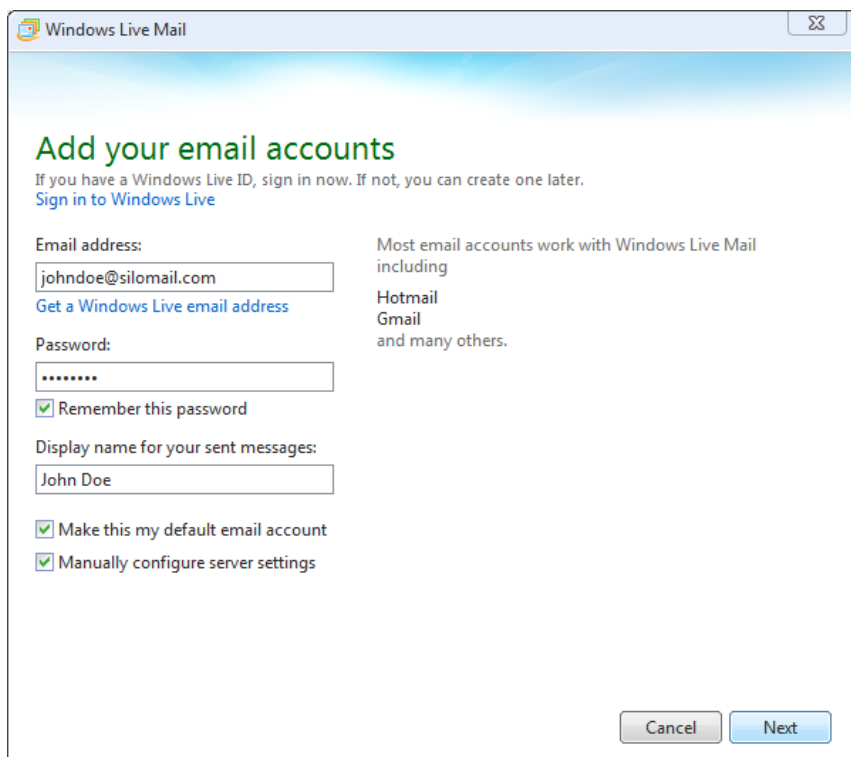 Windows Live Mail
Add your email accounts
If you have a Windows Live ID, sign in now. If not, you can create one later.
Sign in to Windows Live
Email address:
johndoe@silomail.com
Get a Windows Live email address
Password:
••••••••
Remember this password
Display name for your sent messages:
John Doe
Make this my default email account
Manually configure server settings
Most email accounts work with Windows Live Mail
including
Hotmail
Gmail
and many others.
Cancel
Next